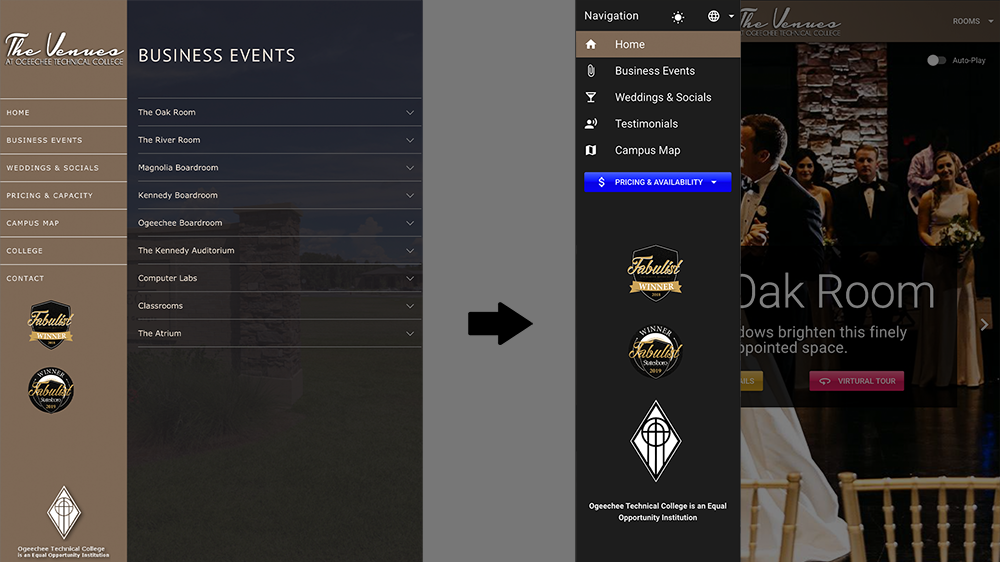 The Venues
AT OGEECHEE TECHNICAL COLLEGE
HOME
BUSINESS EVENTS
WEDDINGS & SOCIALS
PRICING & CAPACITY
CAMPUS MAP
COLLEGE
CONTACT
Fabulist
WINNER
2018
WINNER
Fabulist
Statesboro
2019
Ogeechee Technical College
is an Equal Opportunity Institution
BUSINESS EVENTS
The Oak Room
The River Room
Magnolia Boardroom
Kennedy Boardroom
Ogeechee Boardroom
The Kennedy Auditorium
Computer Labs
Classrooms
The Atrium
Navigation
Home
Business Events
Weddings & Socials
Testimonials
Campus Map
$ PRICING & AVAILABILITY
Fabulist
WINNER
2018
WINNER
Fabulist
Statesboro
2019
Ogeechee Technical College is an Equal
Opportunity Institution
The Venues
AT OGEECHEE TECHNICAL COLLEGE
ROOMS
Auto-Play
Oak Room
dows brighten this finely
ppointed space.
AILS
VIRTURAL TOUR